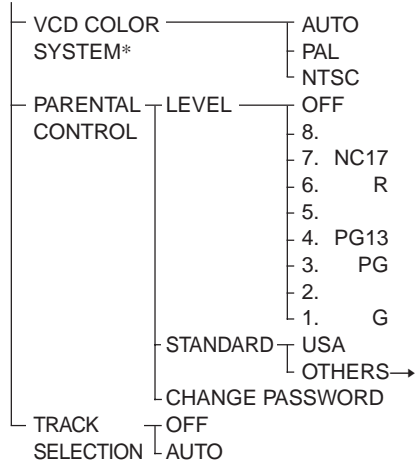 VCD COLOR AUTO
SYSTEM* PAL
NTSC
PARENTAL LEVEL OFF
CONTROL 8.
7. NC17
6. R
5.
4. PG13
3. PG
2.
1. G
STANDARD USA
OTHERS→
CHANGE PASSWORD
TRACK OFF
SELECTION AUTO